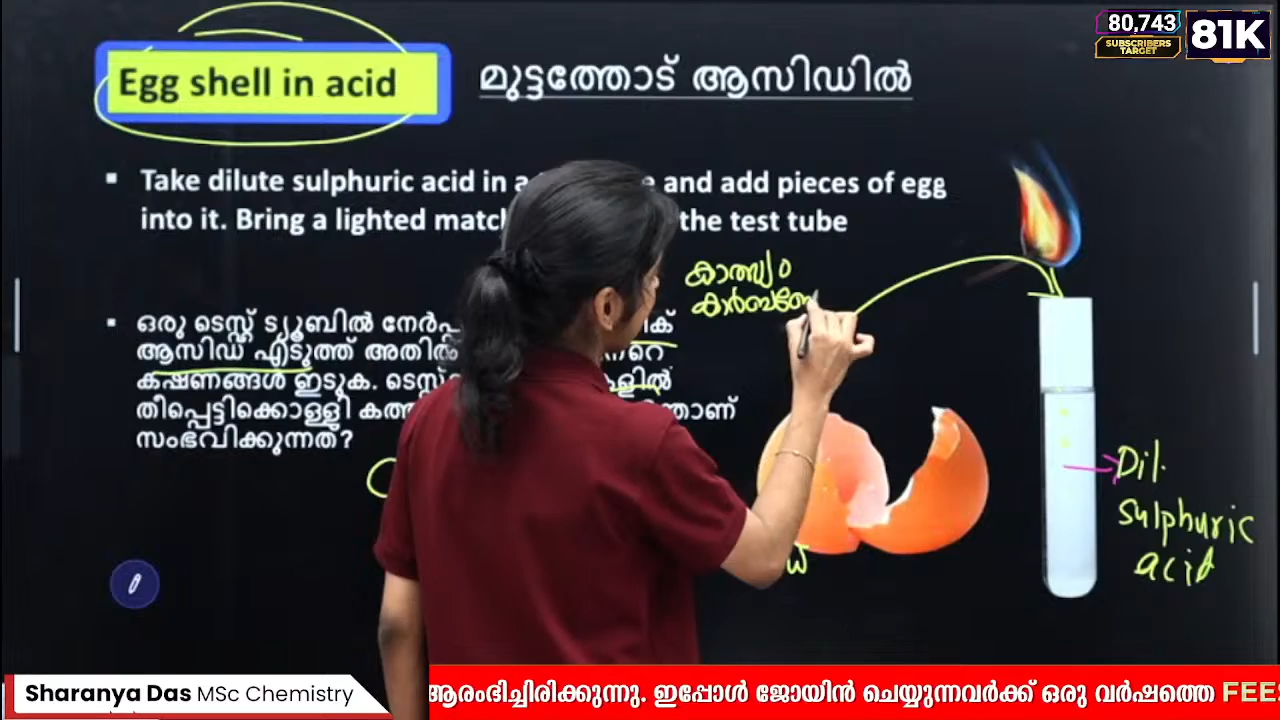 80,743
SUBSCRIBERS
TARGET
81K
Egg shell in acid
മുട്ടത്തോട് ആസിഡിൽ
Take dilute sulphuric acid in a and add pieces of egg
into it. Bring a lighted match the test tube
കാത്സ്യം
കാർബണേ
ഒരു ടെസ്റ്റ് ട്യൂബിൽ നേർപ്പ
ആസിഡ് എടുത്ത് അതിൽ
കഷണങ്ങൾ ഇടുക. ടെസ്റ്റ്
തീപ്പെട്ടിക്കൊള്ളി കത്ത
സംഭവിക്കുന്നത്?
Dil.
sulphuric
acid
Sharanya Das MSc Chemistry
ആരംഭിച്ചിരിക്കുന്നു. ഇപ്പോൾ ജോയിൻ ചെയ്യുന്നവർക്ക് ഒരു വർഷത്തെ FEE